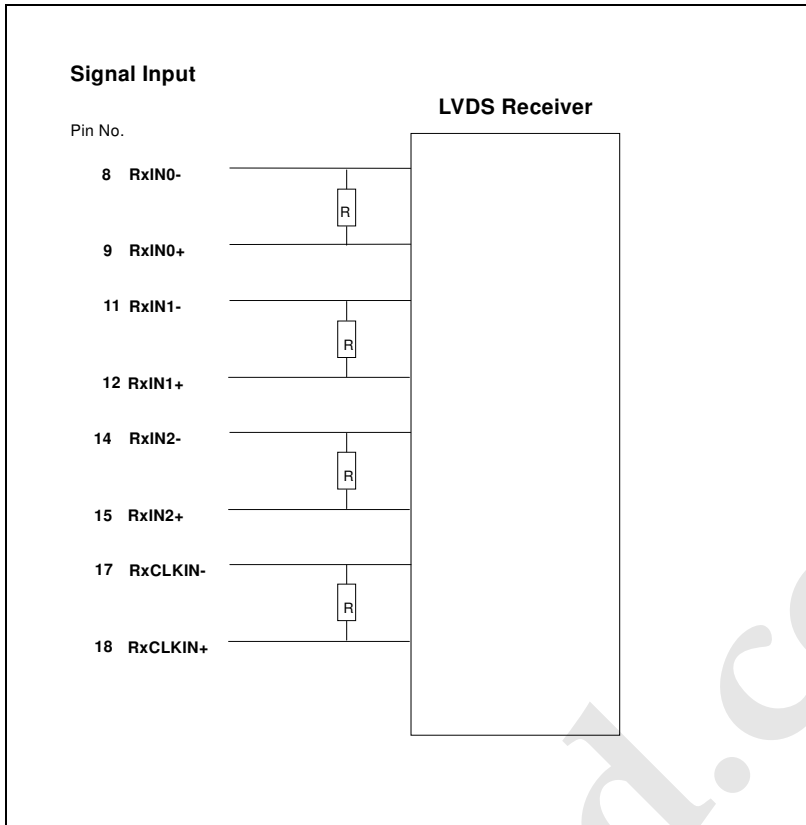 Signal Input
LVDS Receiver
Pin No.
8 RxIN0-
R
9 RxIN0+
11 RxIN1-
R
12 RxIN1+
14 RxIN2-
R
15 RxIN2+
17 RxCLKIN-
R
18 RxCLKIN+
d.c